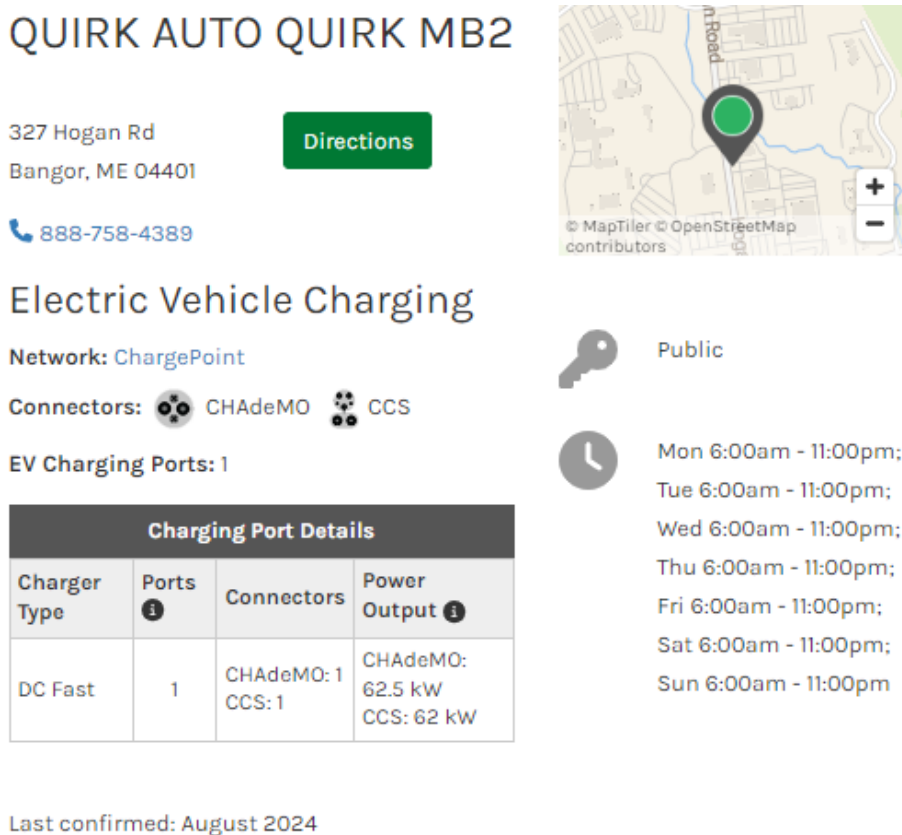 QUIRK AUTO QUIRK MB2
327 Hogan Rd
Bangor, ME 04401
Directions
888-758-4389
n Road
Hogg
+
−
© MapTiler © OpenStreetMap
contributors
Electric Vehicle Charging
Network: ChargePoint
Connectors: CHAdeMO CCS
EV Charging Ports: 1
Charging Port Details
Charger
Type
Ports
Connectors
Power
Output
DC Fast
1
CHAdeMO: 1
CCS: 1
CHAdeMO:
62.5 kW
CCS: 62 kW
Public
Mon 6:00am - 11:00pm;
Tue 6:00am - 11:00pm;
Wed 6:00am - 11:00pm;
Thu 6:00am - 11:00pm;
Fri 6:00am - 11:00pm;
Sat 6:00am - 11:00pm;
Sun 6:00am - 11:00pm
Last confirmed: August 2024